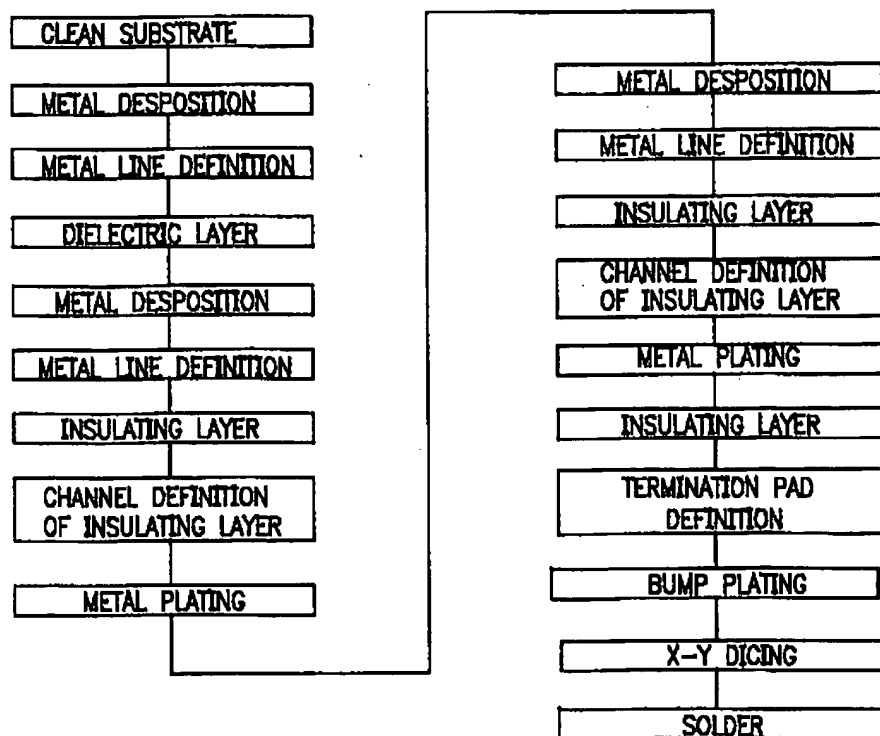 CLEAN SUBSTRATE
METAL DESPOSITION
METAL LINE DEFINITION
DIELECTRIC LAYER
METAL DESPOSITION
METAL LINE DEFINITION
INSULATING LAYER
CHANNEL DEFINITION
OF INSULATING LAYER
METAL PLATING
METAL DESPOSITION
METAL LINE DEFINITION
INSULATING LAYER
CHANNEL DEFINITION
OF INSULATING LAYER
METAL PLATING
INSULATING LAYER
TERMINATION PAD
DEFINITION
BUMP PLATING
X-Y DICING
SOLDER